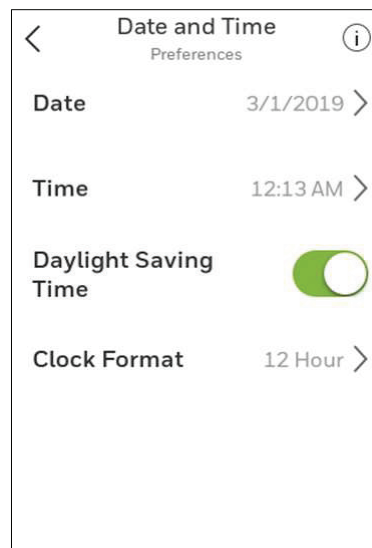 Date and Time
Preferences
Date 3/1/2019
Time 12:13 AM
Daylight Saving
Time
Clock Format 12 Hour